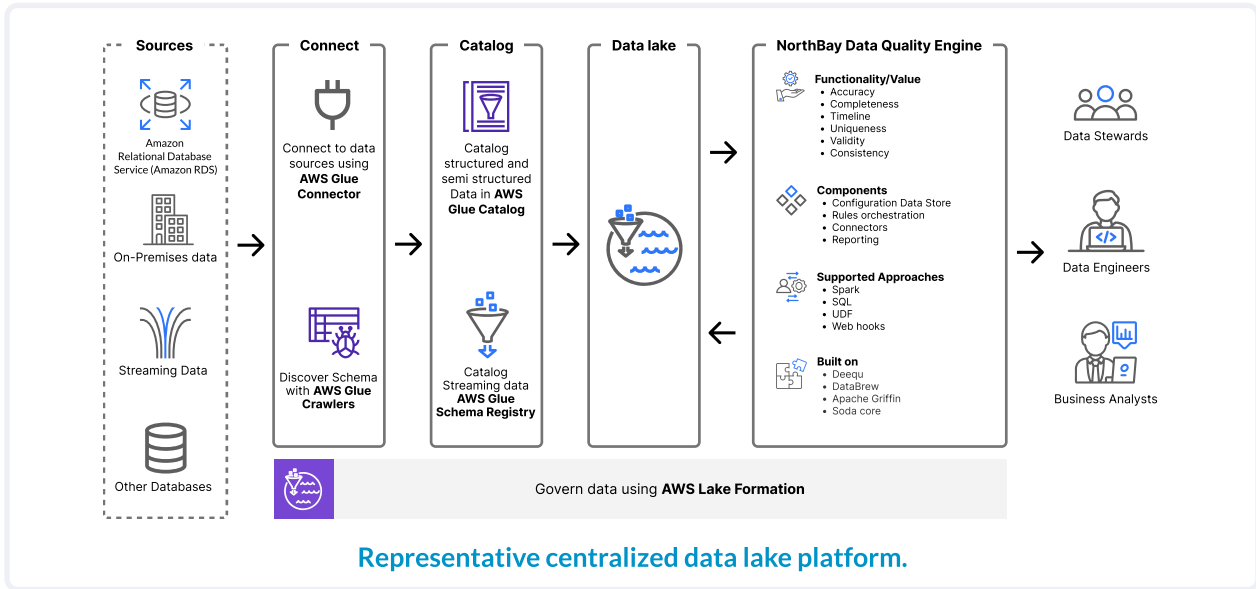 Sources
Amazon
Relational Database
Service (Amazon RDS)
On-Premises data
Streaming Data
Other Databases
Connect
Connect to data
sources using
AWS Glue
Connector
Discover Schema
with AWS Glue
Crawlers
Catalog
Catalog
structured and
semi structured
Data in AWS
Glue Catalog
Catalog
Streaming data
AWS Glue
Schema Registry
Data lake
NorthBay Data Quality Engine
Functionality/Value
• Accuracy
• Completeness
• Timeline
• Uniqueness
• Validity
• Consistency
Components
• Configuration Data Store
• Rules orchestration
• Connectors
• Reporting
Supported Approaches
• Spark
• SQL
• UDF
• Web hooks
Built on
• Deequ
• DataBrew
• Apache Griffin
• Soda core
Data Stewards
</>
Data Engineers
Business Analysts
Govern data using AWS Lake Formation
Representative centralized data lake platform.